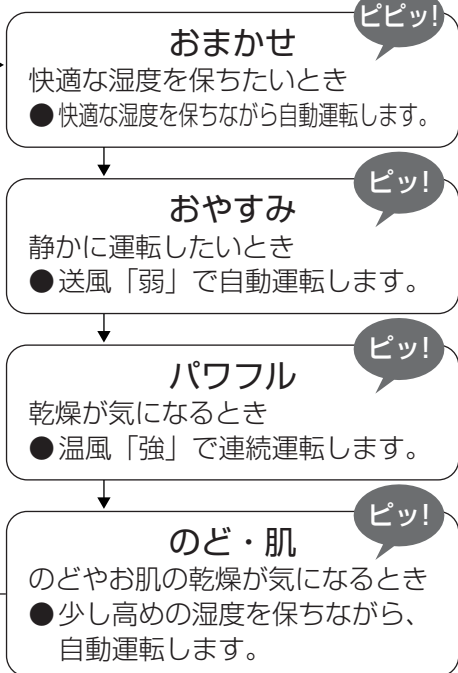 ピピッ!
おまかせ
快適な湿度を保ちたいとき
●快適な湿度を保ちながら自動運転します。
ピッ!
おやすみ
静かに運転したいとき
●送風「弱」で自動運転します。
ピッ!
パワフル
乾燥が気になるとき
●温風「強」で連続運転します。
ピッ!
のど・肌
のどやお肌の乾燥が気になるとき
●少し高めの湿度を保ちながら、
自動運転します。